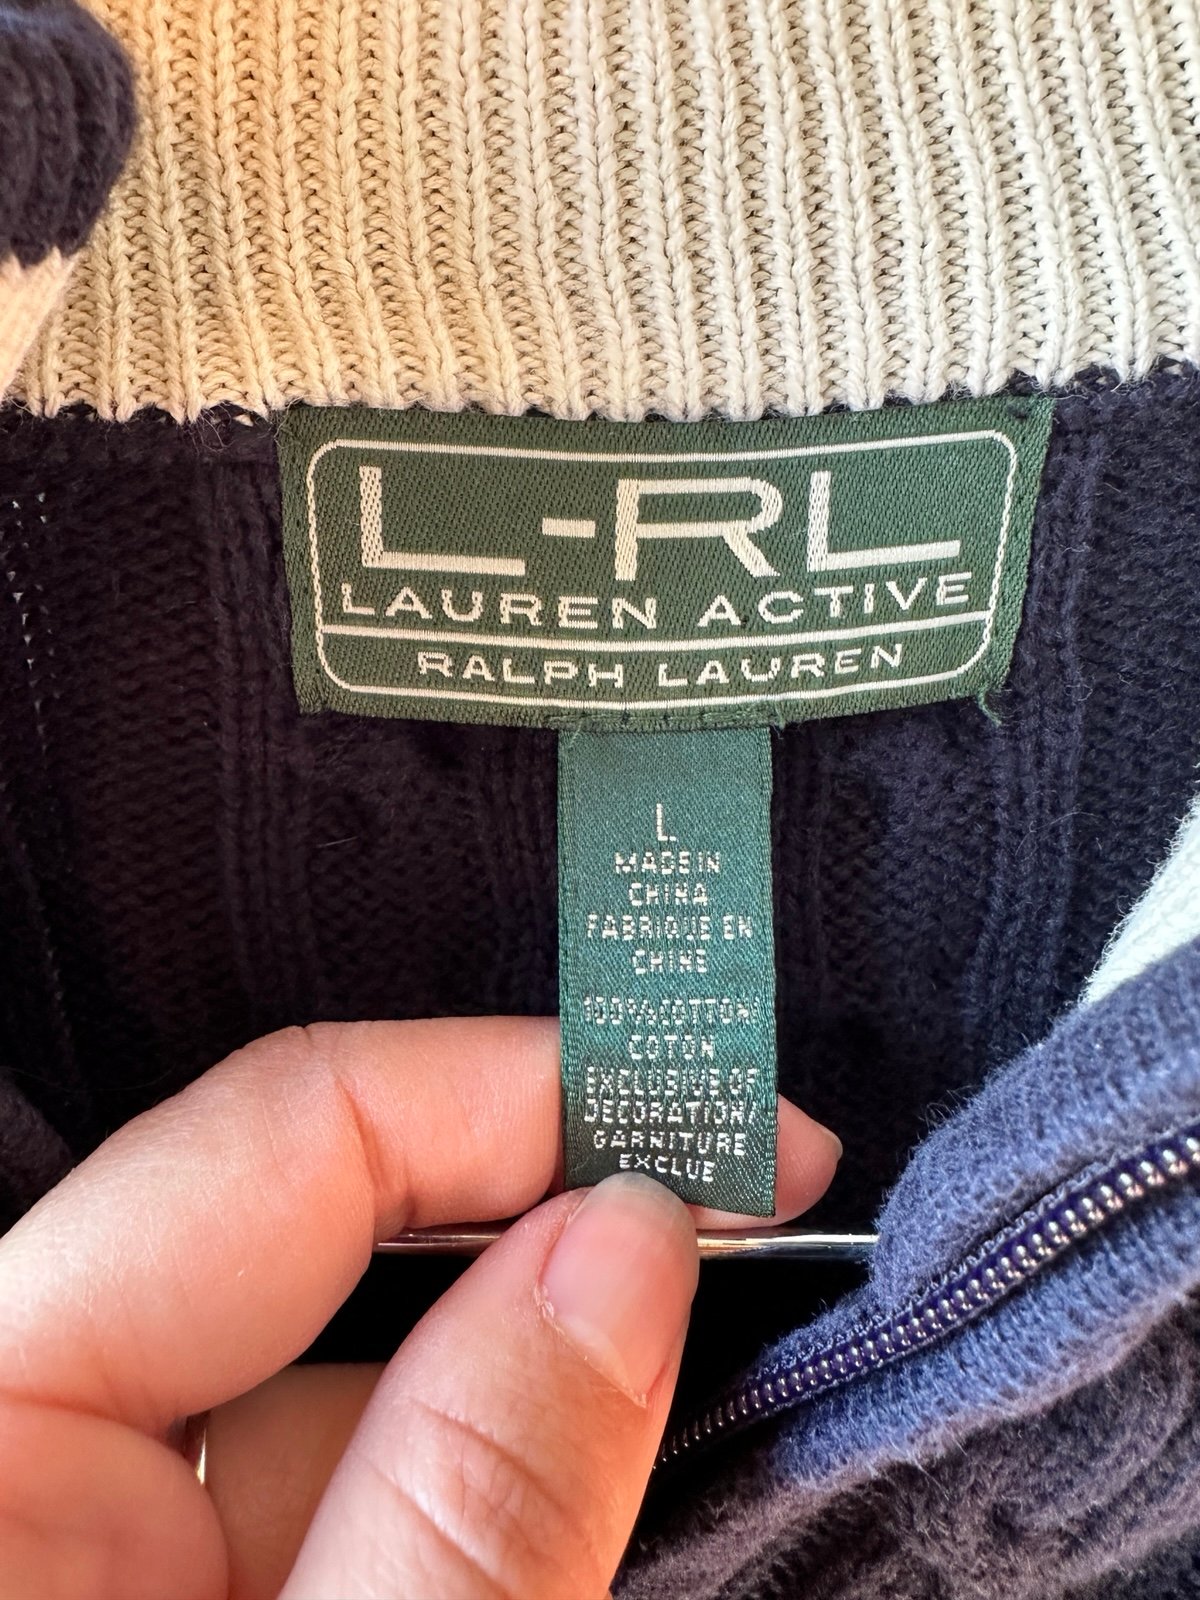 L-RL
LAUREN ACTIVE
RALPH LAUREN
L
MADE IN
CHINA
FABRIQUE EN
CHINE
100% COTTON/
COTON
EXCLUSIVE OF
DECORATION/
GARNITURE
EXCLUE